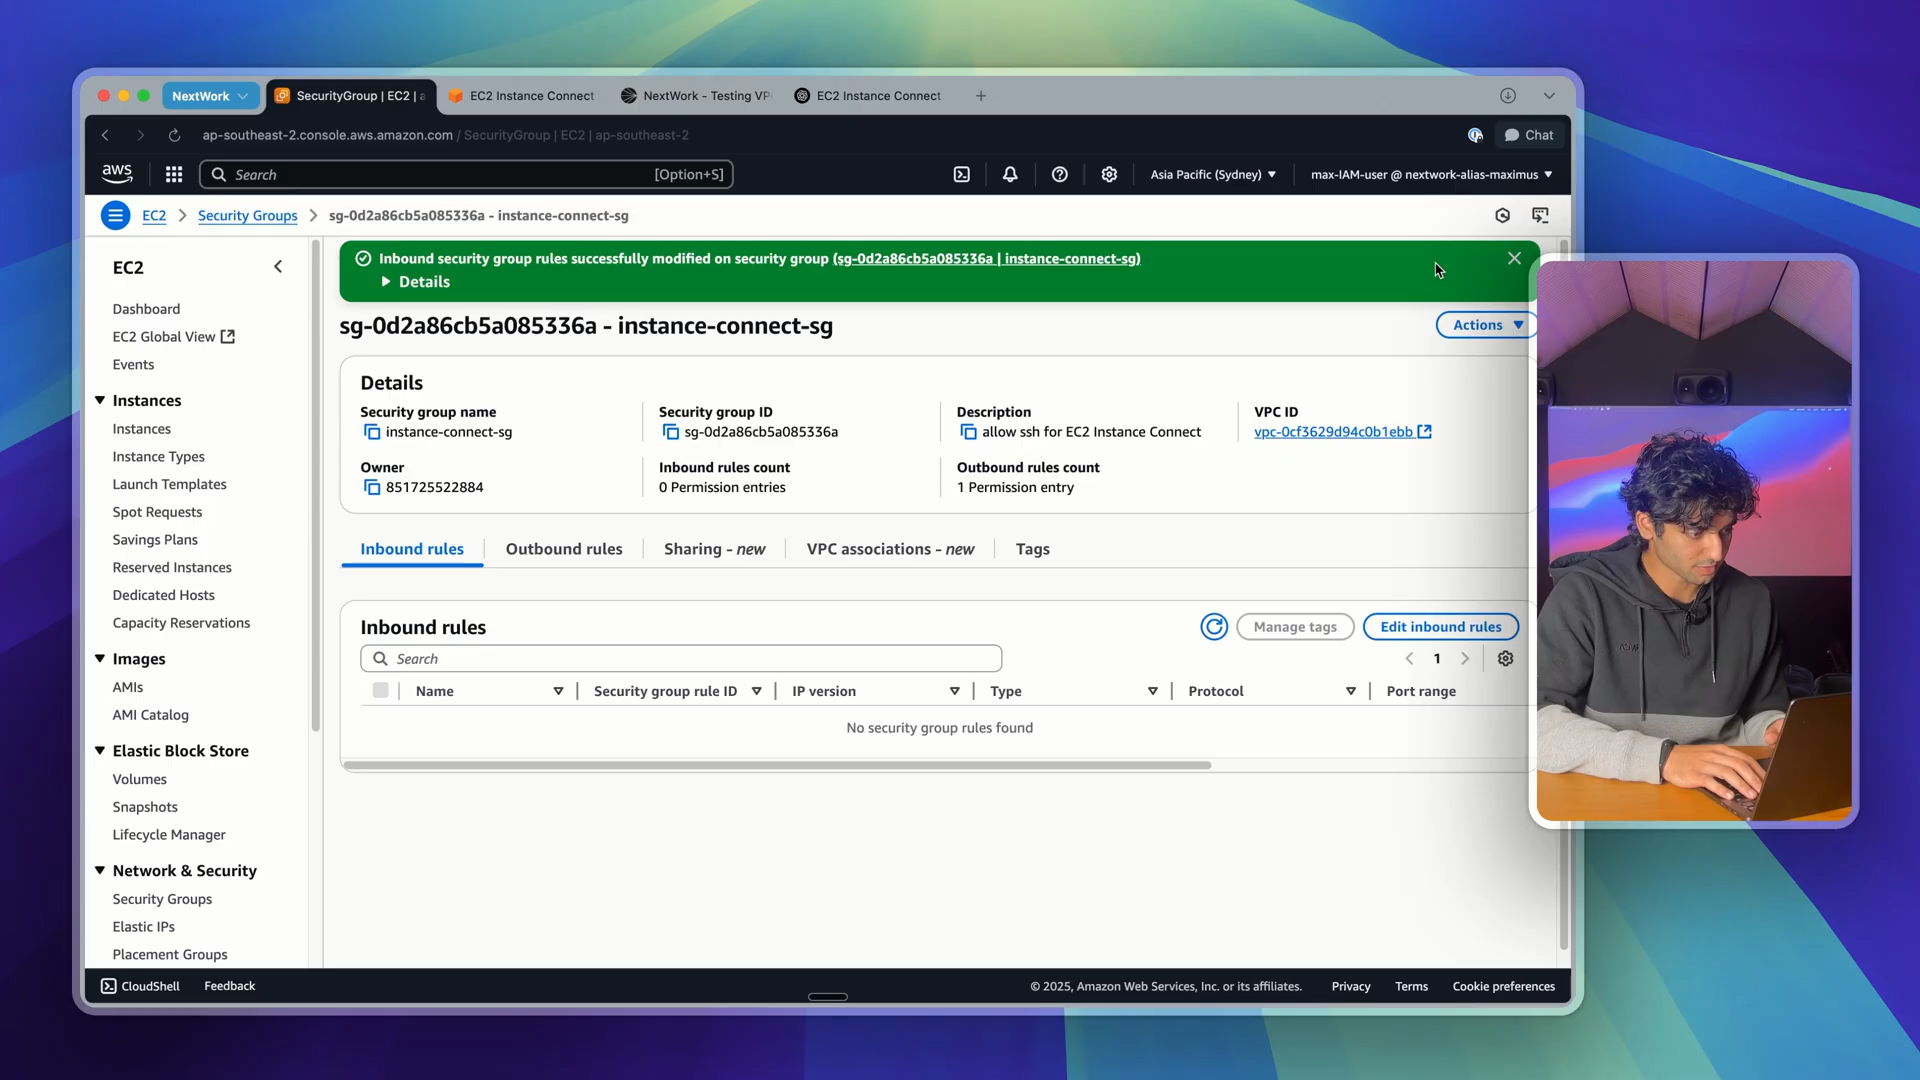 NextWork
SecurityGroup | EC2 |
EC2 Instance Connect
NextWork - Testing VP
EC2 Instance Connect
ap-southeast-2.console.aws.amazon.com / SecurityGroup | EC2 | ap-southeast-2
Chat
aws
Search
[Option+S]
Asia Pacific (Sydney)
max-IAM-user @ nextwork-alias-maximus
EC2
Security Groups
sg-0d2a86cb5a085336a - instance-connect-sg
EC2
Dashboard
EC2 Global View
Events
Instances
Instances
Instance Types
Launch Templates
Spot Requests
Savings Plans
Reserved Instances
Dedicated Hosts
Capacity Reservations
Images
AMIs
AMI Catalog
Elastic Block Store
Volumes
Snapshots
Lifecycle Manager
Network & Security
Security Groups
Elastic IPs
Placement Groups
Inbound security group rules successfully modified on security group (sg-0d2a86cb5a085336a | instance-connect-sg)
Details
sg-0d2a86cb5a085336a - instance-connect-sg
Actions
Details
Security group name
instance-connect-sg
Security group ID
sg-0d2a86cb5a085336a
Description
allow ssh for EC2 Instance Connect
VPC ID
vpc-0cf3629d94c0b1ebb
Owner
851725522884
Inbound rules count
0 Permission entries
Outbound rules count
1 Permission entry
Inbound rules
Outbound rules
Sharing - new
VPC associations - new
Tags
Inbound rules
Manage tags
Edit inbound rules
Search
1
Name
Security group rule ID
IP version
Type
Protocol
Port range
No security group rules found
CloudShell
Feedback
© 2025, Amazon Web Services, Inc. or its affiliates.
Privacy
Terms
Cookie preferences